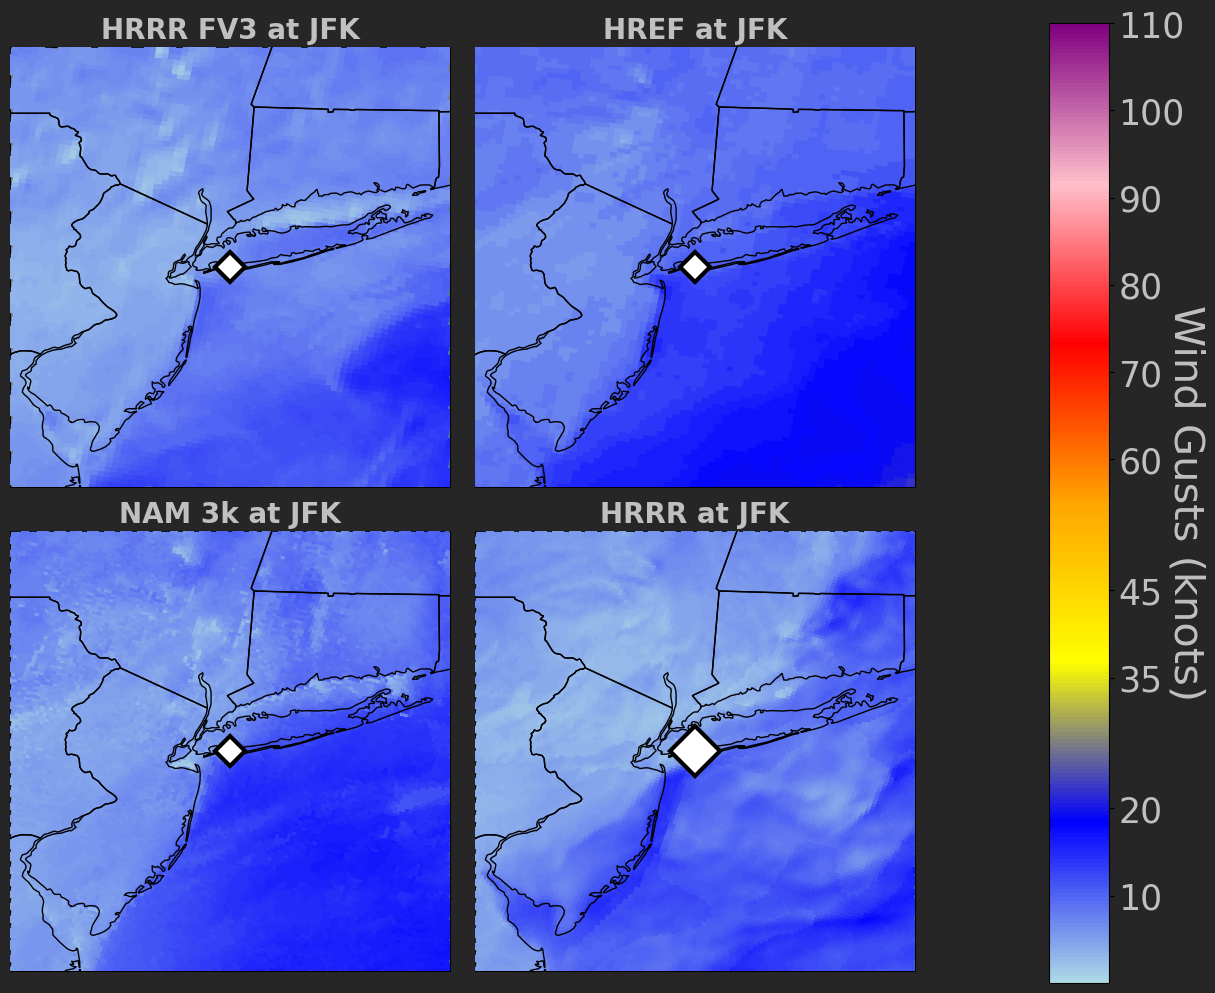 HRRR FV3 at JFK
HREF at JFK
NAM 3k at JFK
HRRR at JFK
110
100
90
80
70
60
45
35
20
10
Wind Gusts (knots)